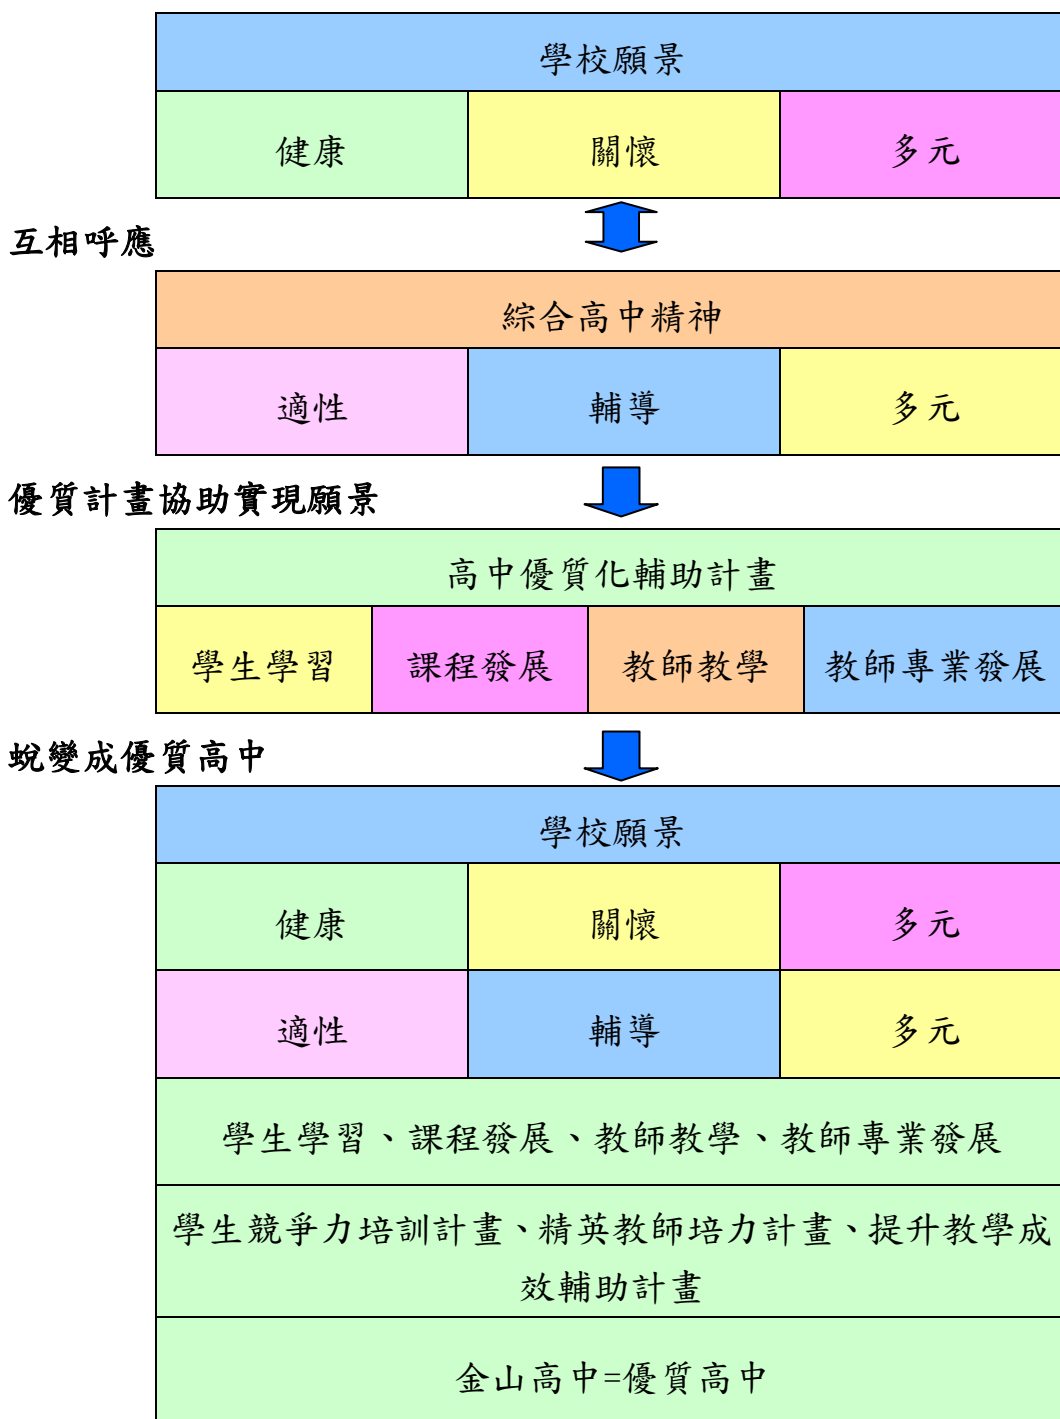 學校願景
健康 關懷 多元
互相呼應
綜合高中精神
適性 輔導 多元
優質計畫協助實現願景
高中優質化輔助計畫
學生學習 課程發展 教師教學 教師專業發展
蛻變成優質高中
學校願景
健康 關懷 多元
適性 輔導 多元
學生學習、課程發展、教師教學、教師專業發展
學生競爭力培訓計畫、精英教師培力計畫、提升教學成
效輔助計畫
金山高中=優質高中